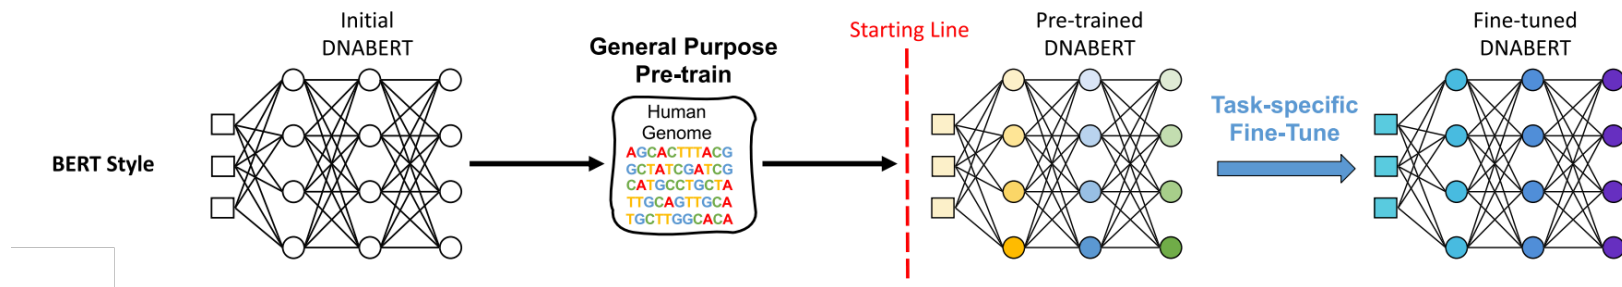 BERT Style
Initial
DNABERT
General Purpose
Pre-train
Human
Genome
AGCACTTTACG
GCTATCGATCG
CATGCCTGCTA
TTGCAGTTGCA
TGCTTGGCACA
Starting Line
Pre-trained
DNABERT
Task-specific
Fine-Tune
Fine-tuned
DNABERT